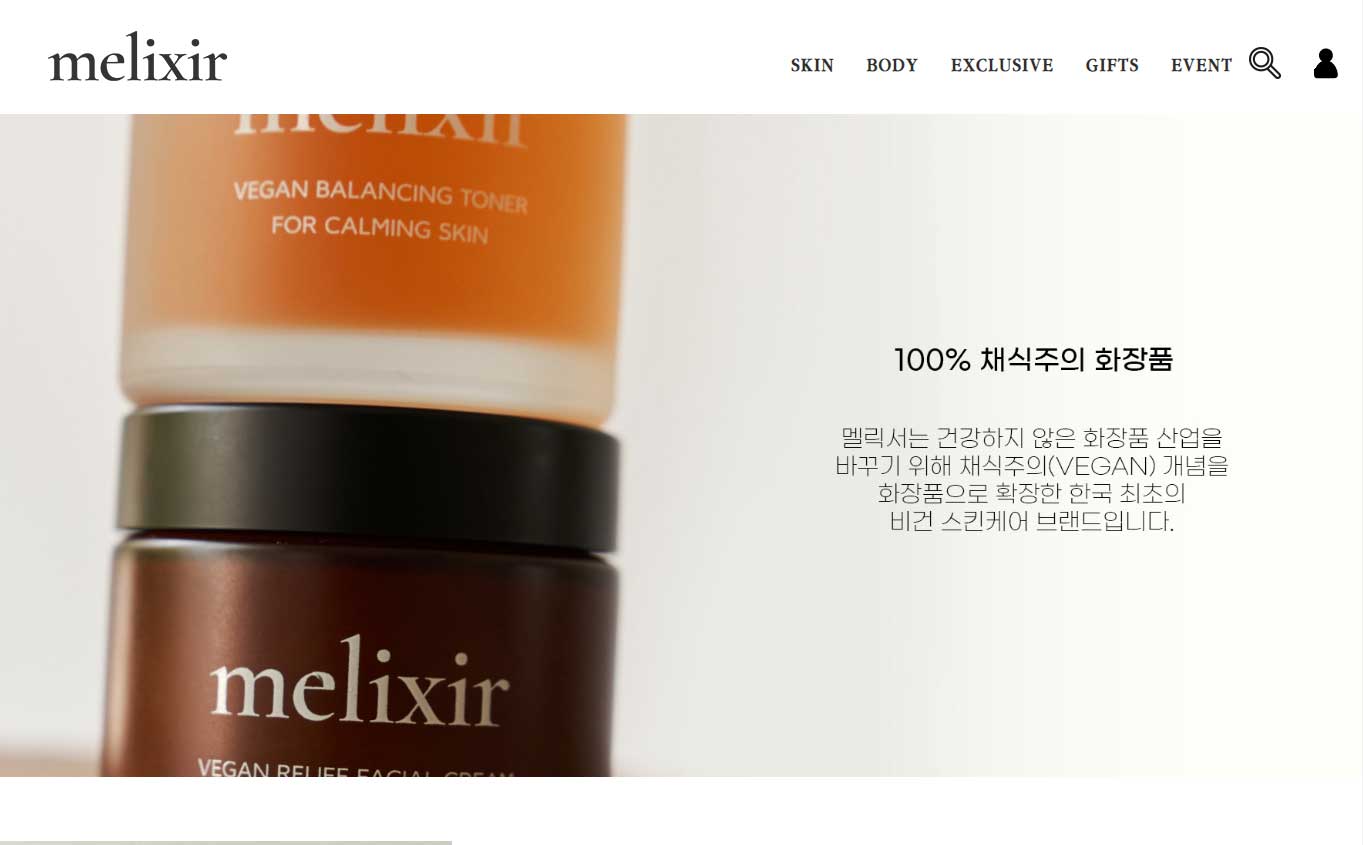 melixir
SKIN BODY EXCLUSIVE GIFTS EVENT
melixir
VEGAN BALANCING TONER
FOR CALMING SKIN
100% 채식주의 화장품
멜릭서는 건강하지 않은 화장품 산업을
바꾸기 위해 채식주의(VEGAN) 개념을
화장품으로 확장한 한국 최초의
비건 스킨케어 브랜드입니다.
melixir
VEGAN RELIEF FACIAL CREAM